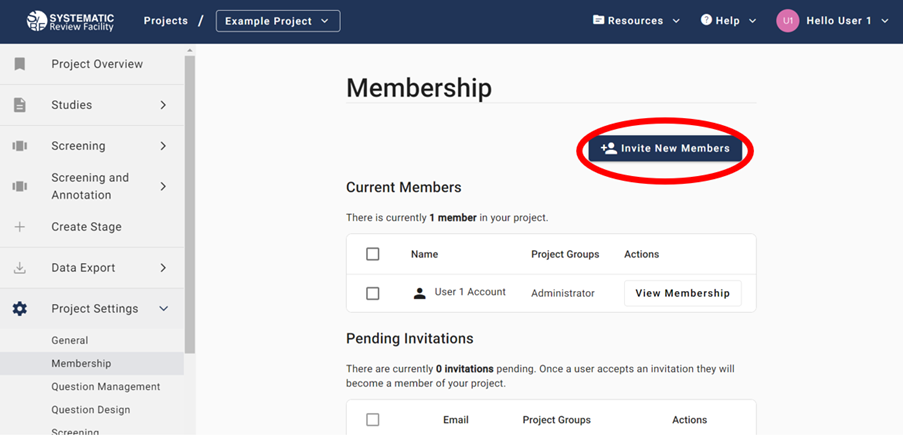 SYSTEMATIC
Review Facility
Projects / Example Project
Resources
Help
U1 Hello User 1
Project Overview
Studies
Screening
Screening and
Annotation
Create Stage
Data Export
Project Settings
General
Membership
Question Management
Question Design
Screening
Membership
Invite New Members
Current Members
There is currently 1 member in your project.
Name Project Groups Actions
User 1 Account Administrator View Membership
Pending Invitations
There are currently 0 invitations pending. Once a user accepts an invitation they will
become a member of your project.
Email Project Groups Actions